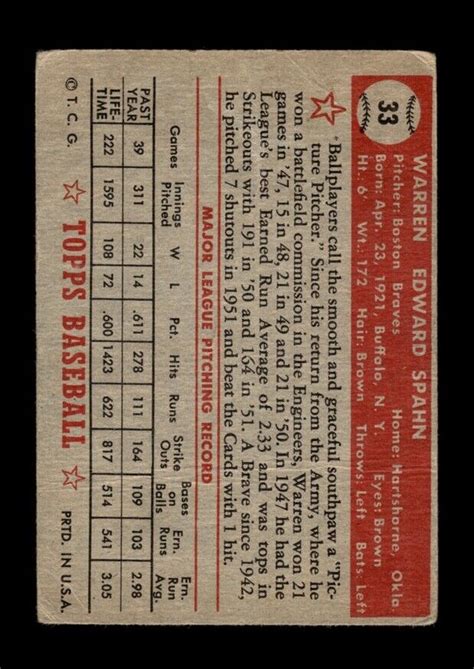 33
WARREN EDWARD SPAHN
Pitcher: Boston Braves Home: Hartshorne, Okla.
Born: Apr. 23, 1921, Buffalo, N. Y. Eyes: Brown
Ht.: 6' Wt.: 172 Hair: Brown Throws: Left Bats: Left
Ballplayers call the smooth and graceful southpaw a "Pic-
ture Pitcher." Since his return from the Army, where he
won a battlefield commission in the Engineers, Warren won 21
games in '47, 15 in 48, 21 in 49 and 21 in '50. In 1947 he had the
League's best Earned Run Average of 2.33 and was tops in
Strikeouts with 191 in '50 and 164 in '51. A Brave since 1942,
he pitched 7 shutouts in 1951 and beat the Cards with 1 hit.
MAJOR LEAGUE PITCHING RECORD
Games Innings Pitched W L Pct. Hits Runs Strike Outs Bases on Balls Ern. Runs Ern. Run Avg.
PAST YEAR 39 311 22 14 .611 278 111 164 109 103 2.98
LIFE-TIME 222 1595 108 72 .600 1423 622 817 514 541 3.05
© T. C. G. TOPPS BASEBALL PRTD. IN U.S.A.